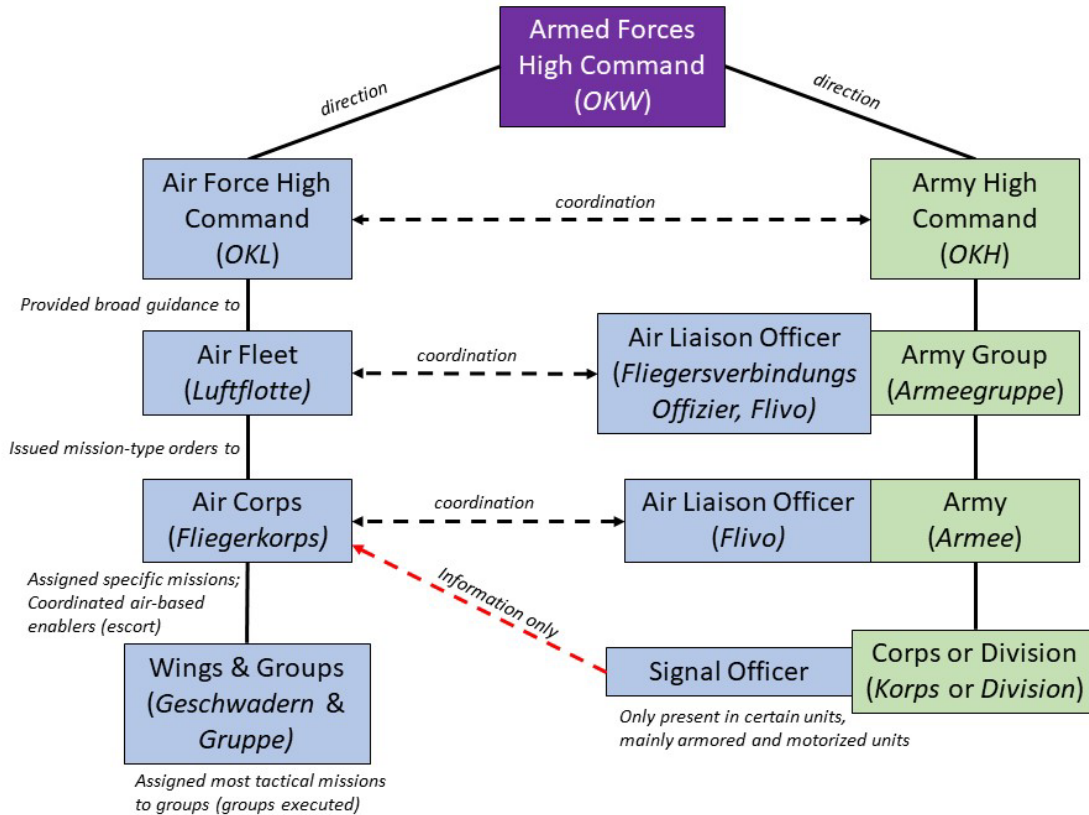 Armed Forces
High Command
(OKW)
direction
direction
Air Force High
Command
(OKL)
coordination
Army High
Command
(OKH)
Provided broad guidance to
Air Fleet
(Luftflotte)
coordination
Air Liaison Officer
(Fliegersverbindungs
Offizier, Flivo)
Army Group
(Armeegruppe)
Issued mission-type orders to
Air Corps
(Fliegerkorps)
coordination
Air Liaison Officer
(Flivo)
Army
(Armee)
Assigned specific missions;
Coordinated air-based
enablers (escort)
Information only
Wings & Groups
(Geschwadern &
Gruppe)
Signal Officer
Corps or Division
(Korps or Division)
Only present in certain units,
mainly armored and motorized units
Assigned most tactical missions
to groups (groups executed)